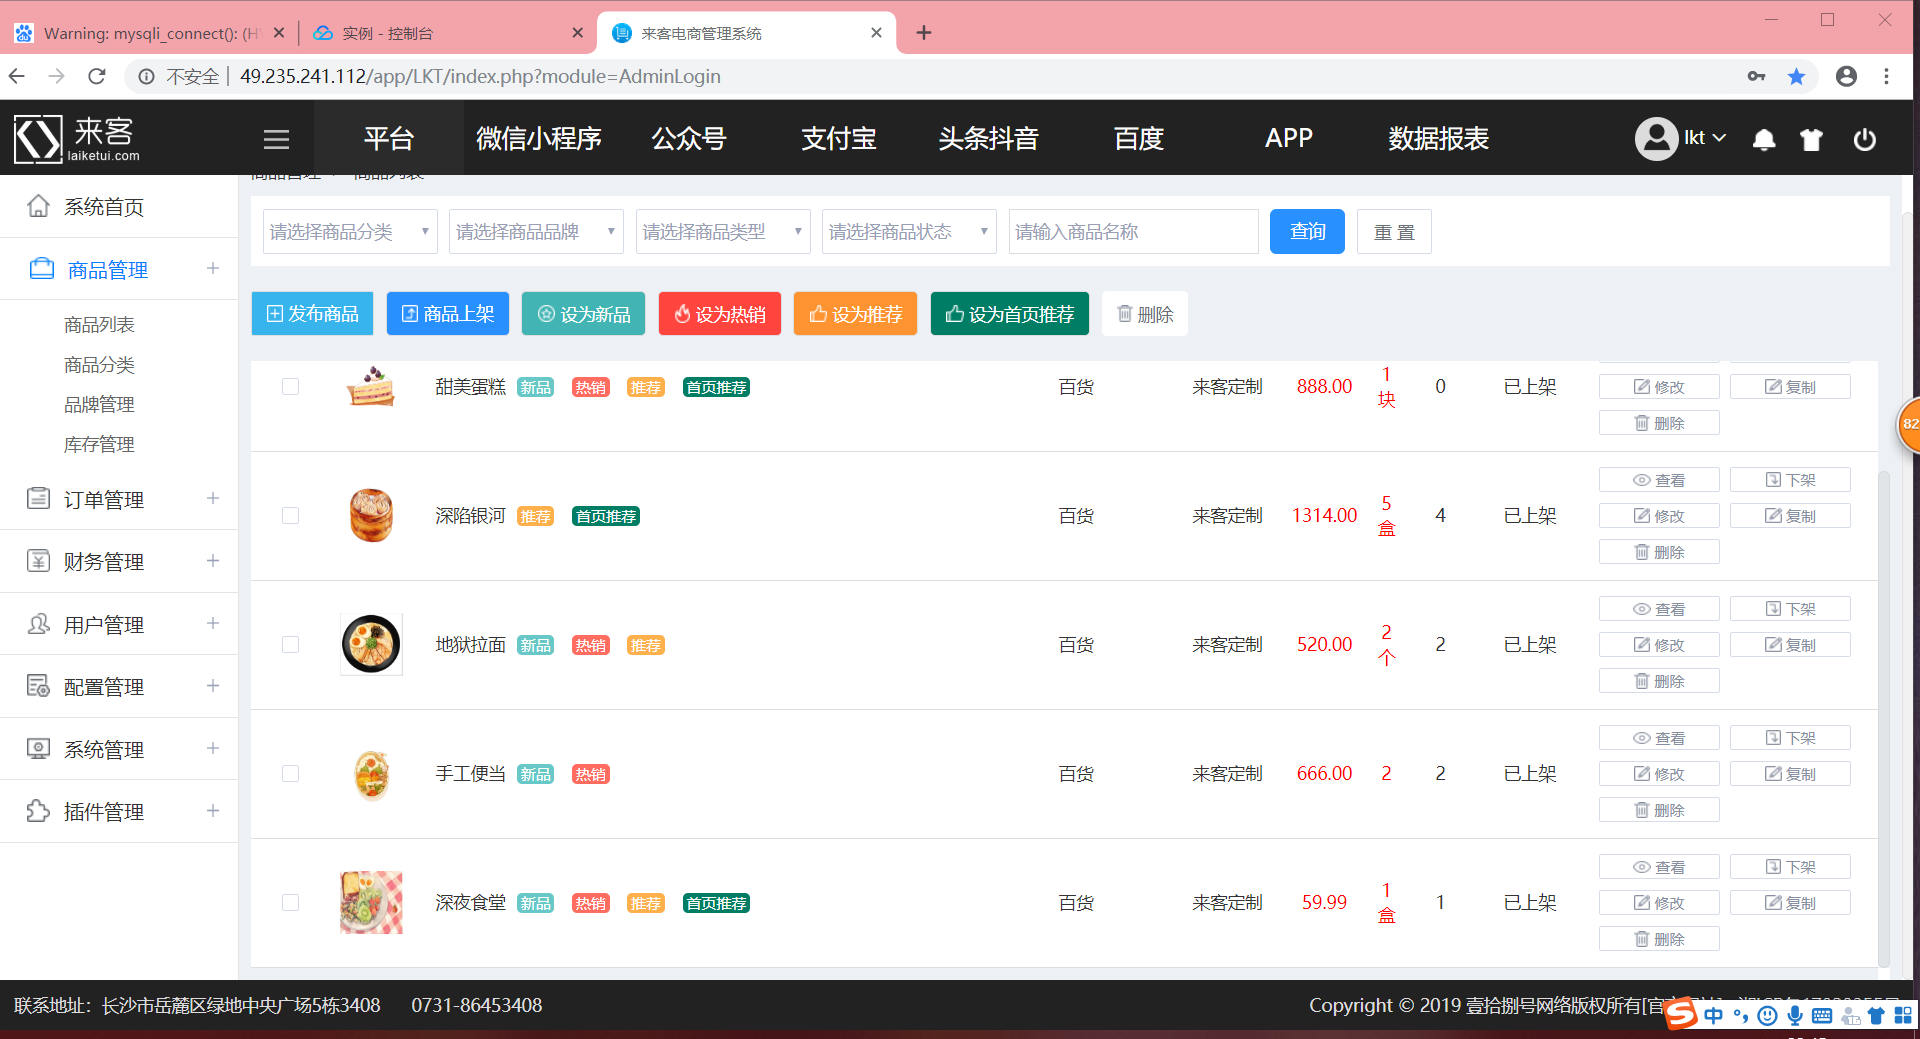 Warning: mysqli_connect(): (H
实例 - 控制台
来客电商管理系统
不安全 | 49.235.241.112/app/LKT/index.php?module=AdminLogin
来客
laiketui.com
平台 微信小程序 公众号 支付宝 头条抖音 百度 APP 数据报表
lkt
系统首页
商品管理
商品列表
商品分类
品牌管理
库存管理
订单管理
财务管理
用户管理
配置管理
系统管理
插件管理
商品管理 商品列表
请选择商品分类 请选择商品品牌 请选择商品类型 请选择商品状态 请输入商品名称 查询 重 置
发布商品 商品上架 设为新品 设为热销 设为推荐 设为首页推荐 删除
甜美蛋糕 新品 热销 推荐 首页推荐 百货 来客定制 888.00 1 块 0 已上架 修改 复制
删除
深陷银河 推荐 首页推荐 百货 来客定制 1314.00 5 盒 4 已上架 查看 下架
修改 复制
删除
地狱拉面 新品 热销 推荐 百货 来客定制 520.00 2 个 2 已上架 查看 下架
修改 复制
删除
手工便当 新品 热销 百货 来客定制 666.00 2 2 已上架 查看 下架
修改 复制
删除
深夜食堂 新品 热销 推荐 首页推荐 百货 来客定制 59.99 1 盒 1 已上架 查看 下架
修改 复制
删除
82
联系地址：长沙市岳麓区绿地中央广场5栋3408 0731-86453408
Copyright © 2019 壹拾捌号网络版权所有[官
中